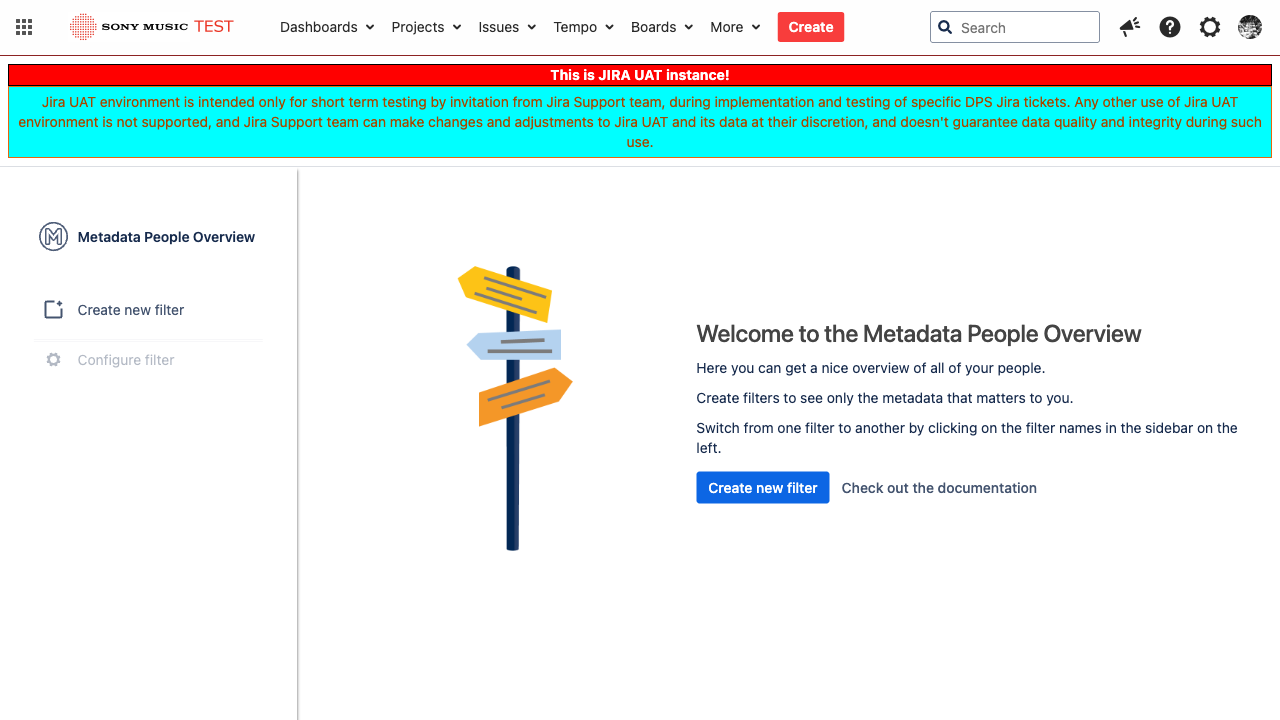 SONY MUSIC TEST
Dashboards
Projects
Issues
Tempo
Boards
More
Create
Search
This is JIRA UAT instance!
Jira UAT environment is intended only for short term testing by invitation from Jira Support team, during implementation and testing of specific DPS Jira tickets. Any other use of Jira UAT
environment is not supported, and Jira Support team can make changes and adjustments to Jira UAT and its data at their discretion, and doesn't guarantee data quality and integrity during such
use.
Metadata People Overview
Create new filter
Configure filter
Welcome to the Metadata People Overview
Here you can get a nice overview of all of your people.
Create filters to see only the metadata that matters to you.
Switch from one filter to another by clicking on the filter names in the sidebar on the
left.
Create new filter
Check out the documentation